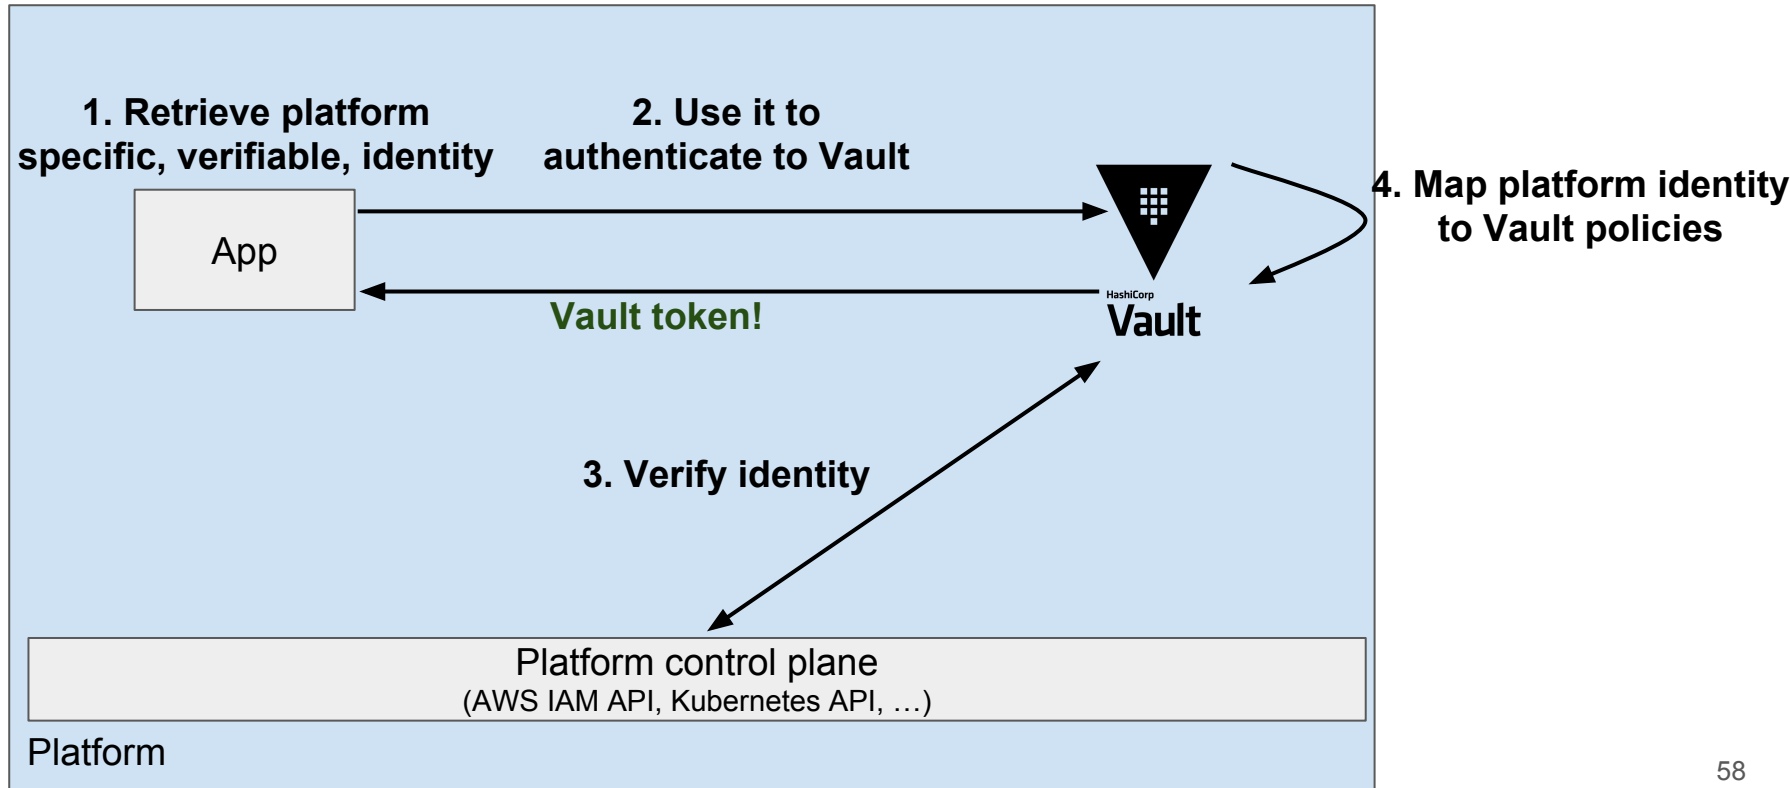 1. Retrieve platform
specific, verifiable, identity
2. Use it to
authenticate to Vault
4. Map platform identity
to Vault policies
App
Vault token!
HashiCorp
Vault
3. Verify identity
Platform control plane
(AWS IAM API, Kubernetes API, …)
Platform
58